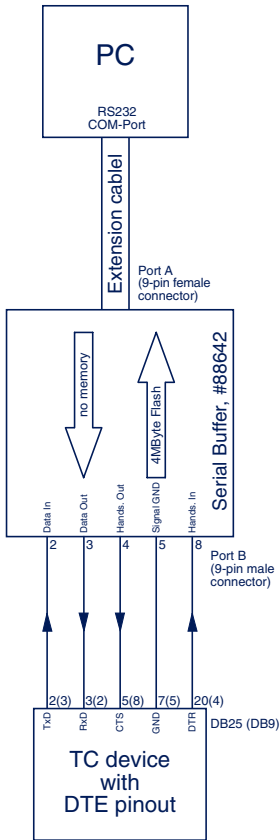 PC
RS232
COM-Port
Extension cablel
Port A
(9-pin female
connector)
no memory
4MByte Flash
Serial Buffer, #88642
Data In
Data Out
Hands. Out
Signal GND
Hands. In
2
3
4
5
8
Port B
(9-pin male
connector)
2(3)
3(2)
5(8)
7(5)
20(4)
TxD
RxD
CTS
GND
DTR
DB25 (DB9)
TC device
with
DTE pinout